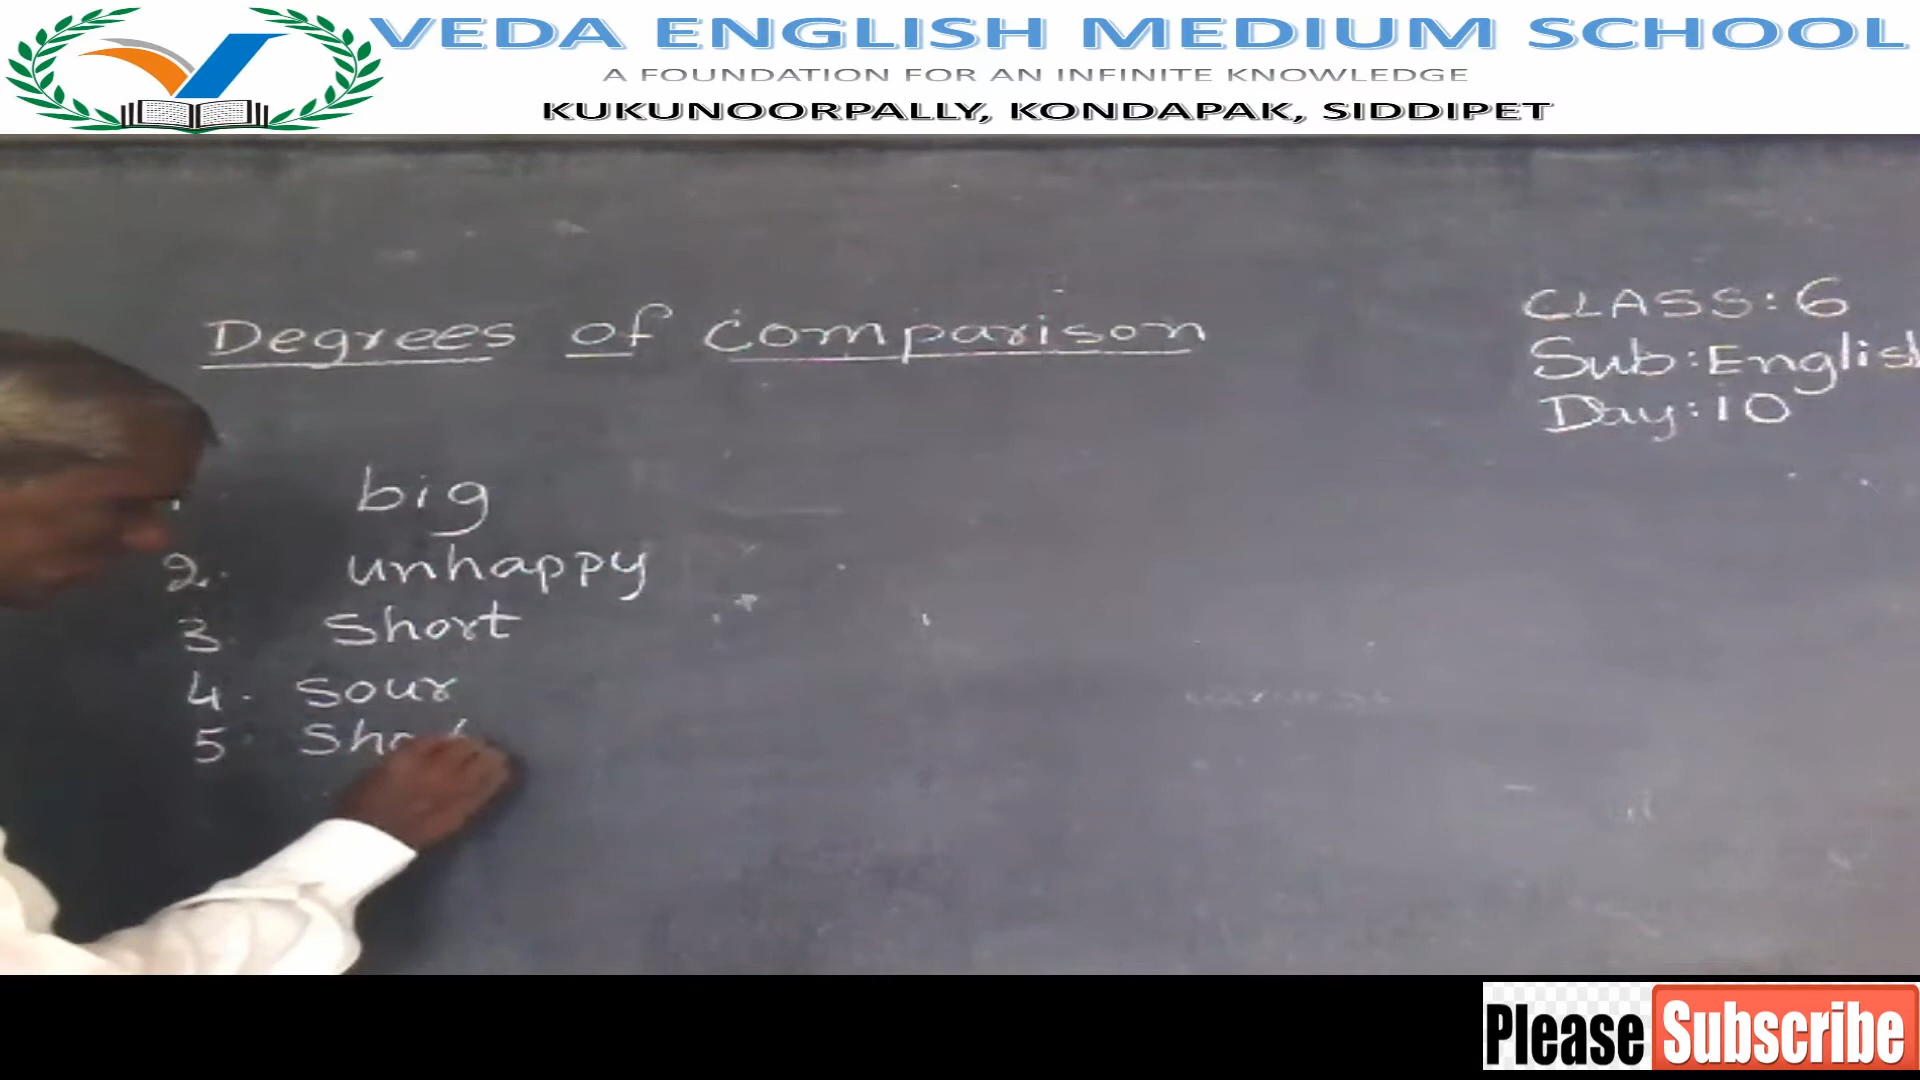 VEDA ENGLISH MEDIUM SCHOOL
A FOUNDATION FOR AN INFINITE KNOWLEDGE
KUKUNOORPALLY, KONDAPAK, SIDDIPET
Degrees of Comparison
CLASS: 6
Sub: English
Day: 10
big
2. unhappy
3. Short
4. Sour
5.
Please Subscribe